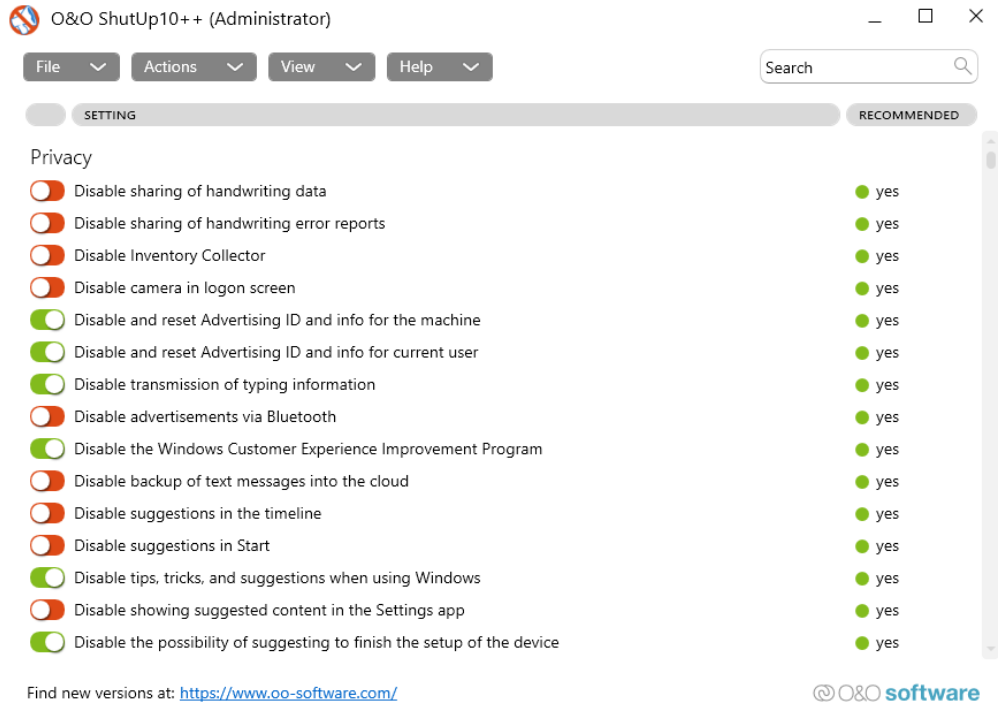 O&O ShutUp10++ (Administrator)
File Actions View Help Search
SETTING RECOMMENDED
Privacy
Disable sharing of handwriting data yes
Disable sharing of handwriting error reports yes
Disable Inventory Collector yes
Disable camera in logon screen yes
Disable and reset Advertising ID and info for the machine yes
Disable and reset Advertising ID and info for current user yes
Disable transmission of typing information yes
Disable advertisements via Bluetooth yes
Disable the Windows Customer Experience Improvement Program yes
Disable backup of text messages into the cloud yes
Disable suggestions in the timeline yes
Disable suggestions in Start yes
Disable tips, tricks, and suggestions when using Windows yes
Disable showing suggested content in the Settings app yes
Disable the possibility of suggesting to finish the setup of the device yes
Find new versions at: https://www.oo-software.com/ O&O software